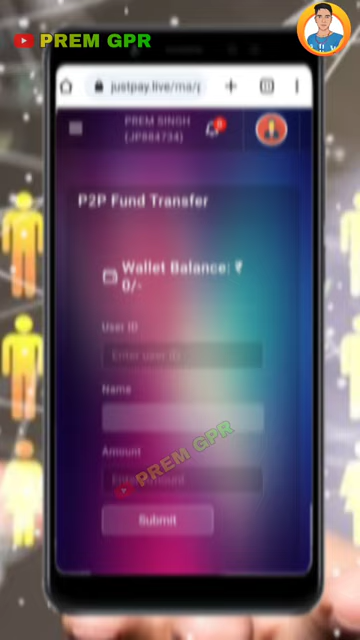 PREM GPR
justpay.live/ma/p
PREM SINGH
(JP884734)
P2P Fund Transfer
Wallet Balance: ₹
0/-
User ID
Enter user ID
Name
Amount
Enter amount
PREM GPR
Submit